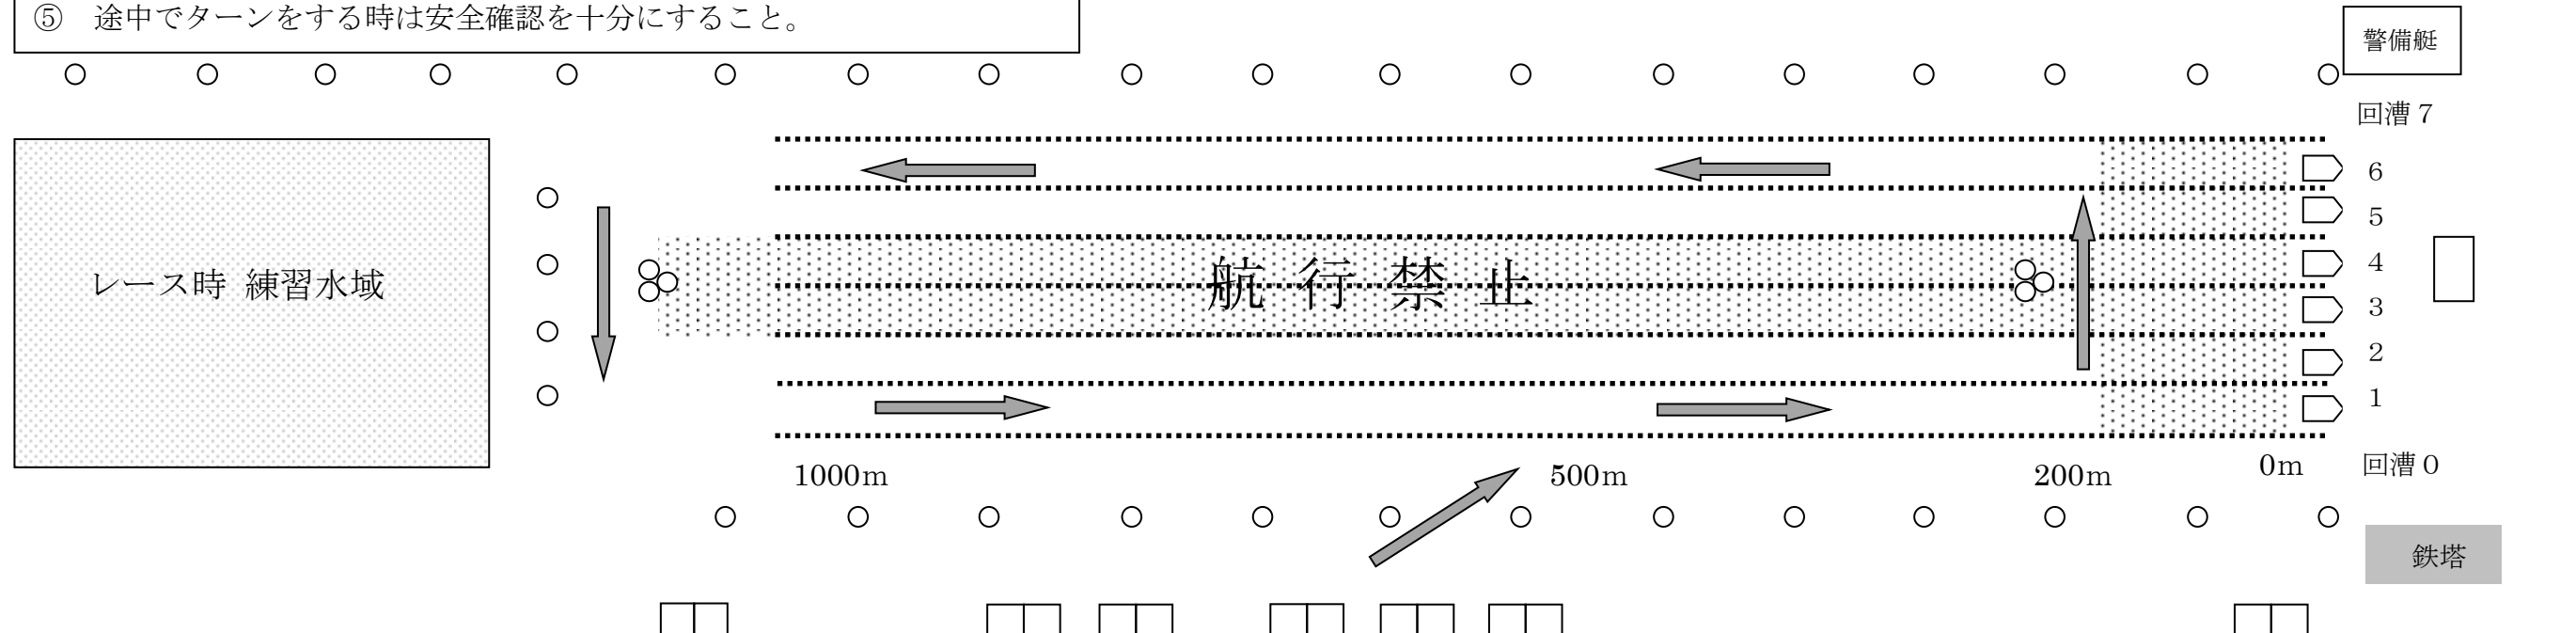 ⑤　途中でターンをする時は安全確認を十分にすること。
警備艇
回漕７
6
5
レース時 練習水域
航行禁止
4
3
2
1
1000m
500m
200m
0m
回漕０
鉄塔